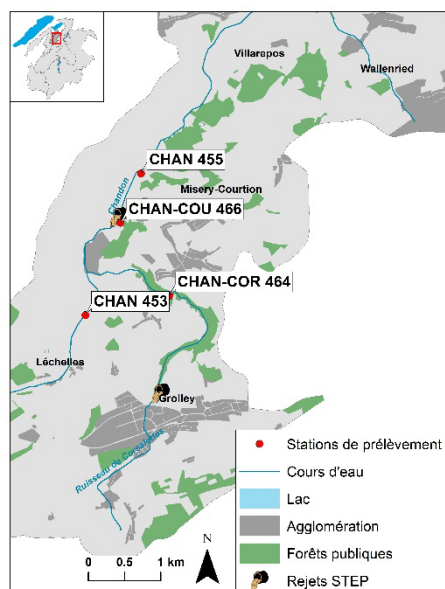 Villarepos
Wallenried
CHAN 455
Misery-Courtion
Chandon
CHAN-COU 466
CHAN-COR 464
CHAN 453
Léchelles
Grolley
Ruisseau de Corsalettes
Stations de prélèvement
Cours d'eau
Lac
Agglomération
Forêts publiques
Rejets STEP
N
0 0.5 1 km